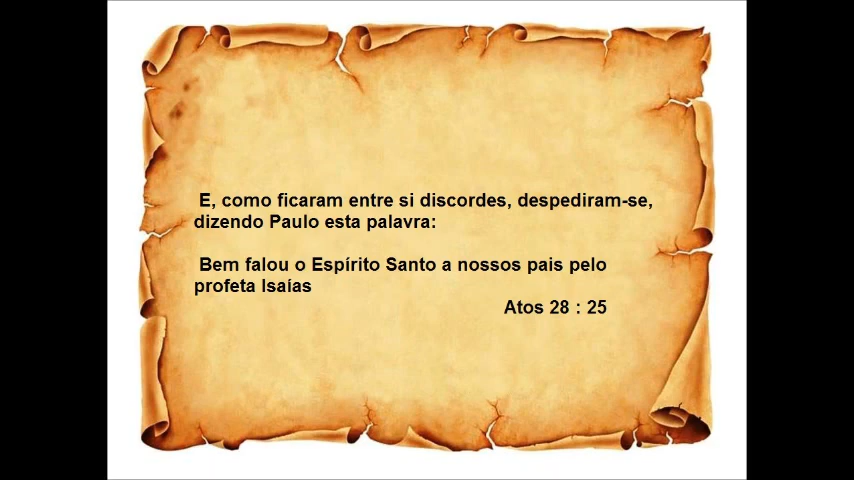 E, como ficaram entre si discordes, despediram-se,
dizendo Paulo esta palavra:
Bem falou o Espírito Santo a nossos pais pelo
profeta Isaías
Atos 28 : 25